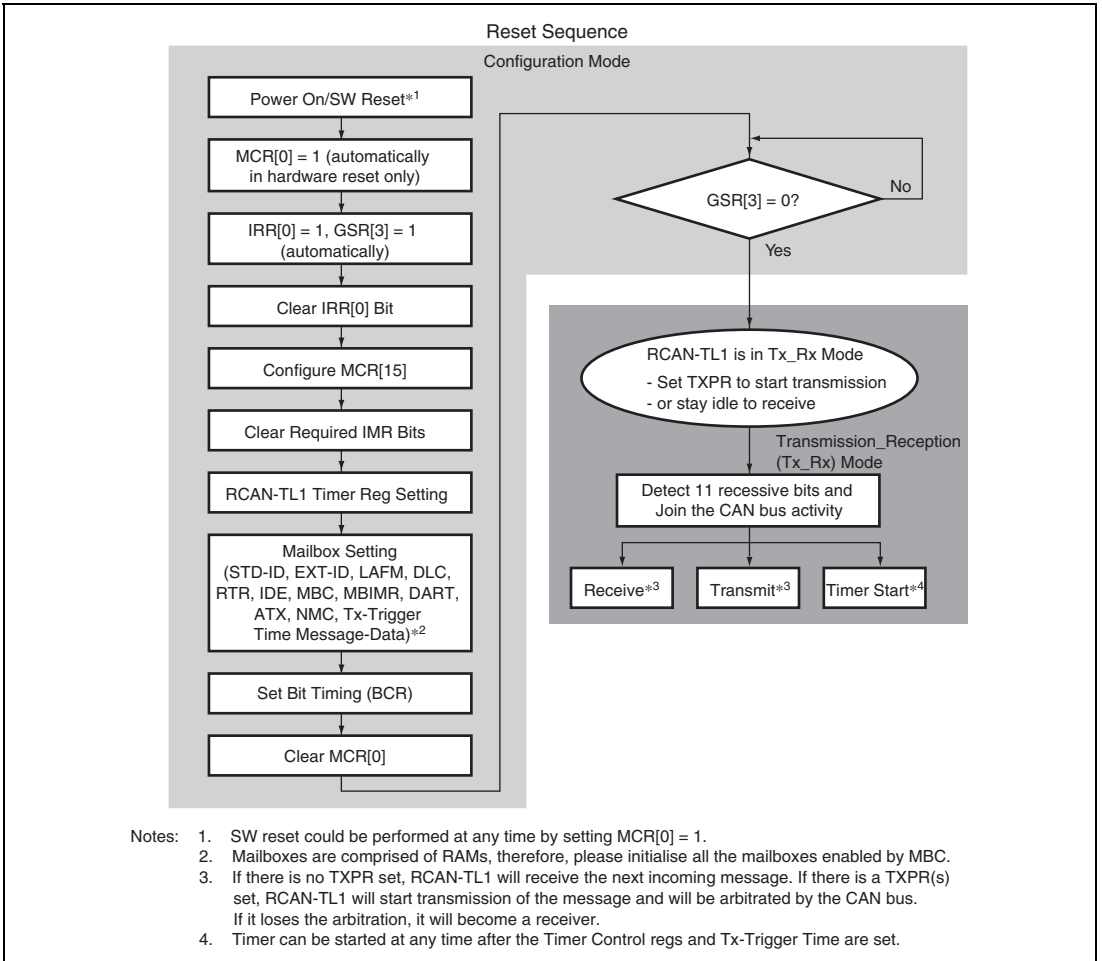 Reset Sequence
Configuration Mode
Power On/SW Reset*1
MCR[0] = 1 (automatically
in hardware reset only)
IRR[0] = 1, GSR[3] = 1
(automatically)
Clear IRR[0] Bit
Configure MCR[15]
Clear Required IMR Bits
RCAN-TL1 Timer Reg Setting
Mailbox Setting
(STD-ID, EXT-ID, LAFM, DLC,
RTR, IDE, MBC, MBIMR, DART,
ATX, NMC, Tx-Trigger
Time Message-Data)*2
Set Bit Timing (BCR)
Clear MCR[0]
GSR[3] = 0?
No
Yes
RCAN-TL1 is in Tx_Rx Mode
- Set TXPR to start transmission
- or stay idle to receive
Transmission_Reception
(Tx_Rx) Mode
Detect 11 recessive bits and
Join the CAN bus activity
Receive*3
Transmit*3
Timer Start*4
Notes: 1. SW reset could be performed at any time by setting MCR[0] = 1.
2. Mailboxes are comprised of RAMs, therefore, please initialise all the mailboxes enabled by MBC.
3. If there is no TXPR set, RCAN-TL1 will receive the next incoming message. If there is a TXPR(s)
set, RCAN-TL1 will start transmission of the message and will be arbitrated by the CAN bus.
If it loses the arbitration, it will become a receiver.
4. Timer can be started at any time after the Timer Control regs and Tx-Trigger Time are set.